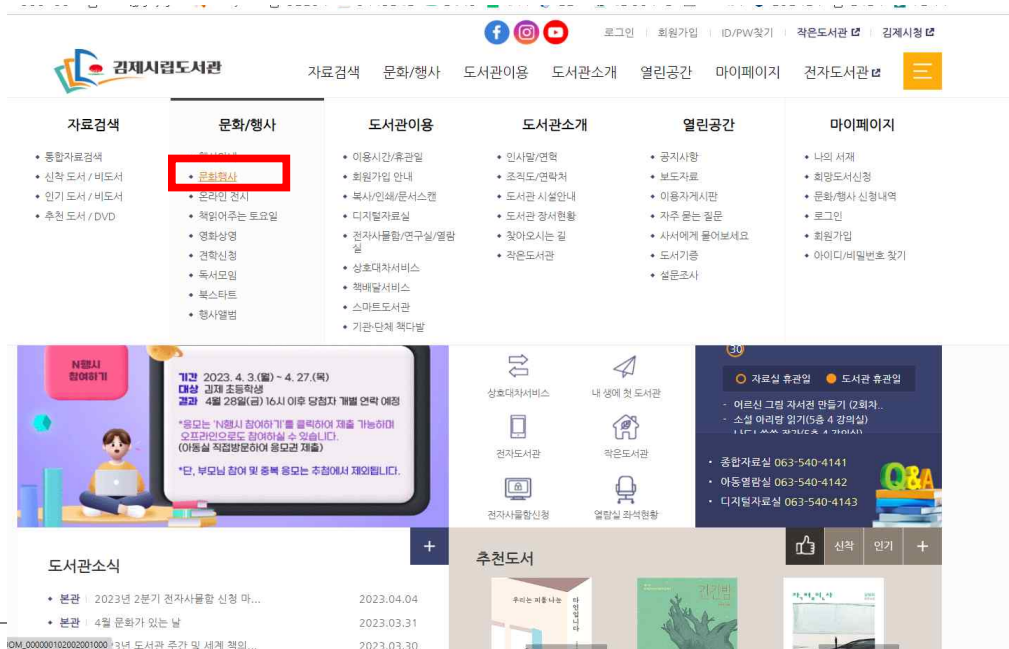 로그인 회원가입 ID/PW찾기 작은도서관 김제시청
김제시립도서관
자료검색 문화/행사 도서관이용 도서관소개 열린공간 마이페이지 전자도서관
자료검색
통합자료검색
신착 도서 / 비도서
인기 도서 / 비도서
추천 도서 / DVD
문화/행사
문화행사
온라인 전시
책읽어주는 토요일
영화상영
견학신청
독서모임
북스타트
행사앨범
도서관이용
이용시간/휴관일
회원가입 안내
복사/인쇄/문서스캔
디지털자료실
전자사물함/연구실/열람
실
상호대차서비스
책배달서비스
스마트도서관
기관·단체 책다발
도서관소개
인사말/연혁
조직도/연락처
도서관 시설안내
도서관 장서현황
찾아오시는 길
작은도서관
열린공간
공지사항
보도자료
이용자게시판
자주 묻는 질문
사서에게 물어보세요
도서기증
설문조사
마이페이지
나의 서재
희망도서신청
문화/행사 신청내역
로그인
회원가입
아이디/비밀번호 찾기
N행시
참여하기
기간 2023. 4. 3.(월) ~ 4. 27.(목)
대상 김제 초등학생
결과 4월 28일(금) 16시 이후 당첨자 개별 연락 예정
*응모는 'N행시 참여하기'를 클릭하여 제출 가능하며
오프라인으로도 참여하실 수 있습니다.
(아동실 직접방문하여 응모권 제출)
*단, 부모님 참여 및 중복 응모는 추첨에서 제외됩니다.
상호대차서비스 내 생에 첫 도서관
전자도서관 작은도서관
전자사물함신청 열람실 좌석현황
30
자료실 휴관일 도서관 휴관일
- 어르신 그림 자서전 만들기 (2회차..
- 소설 아리랑 읽기(5층 4 강의실)
종합자료실 063-540-4141
아동열람실 063-540-4142
디지털자료실 063-540-4143
Q&A
도서관소식 +
본관 2023년 2분기 전자사물함 신청 마... 2023.04.04
본관 4월 문화가 있는 날 2023.03.31
3년 도서관 주간 및 세계 책의... 2023.03.30
추천도서
신착 인기 +
우리는 피를 나눈
타인입니다